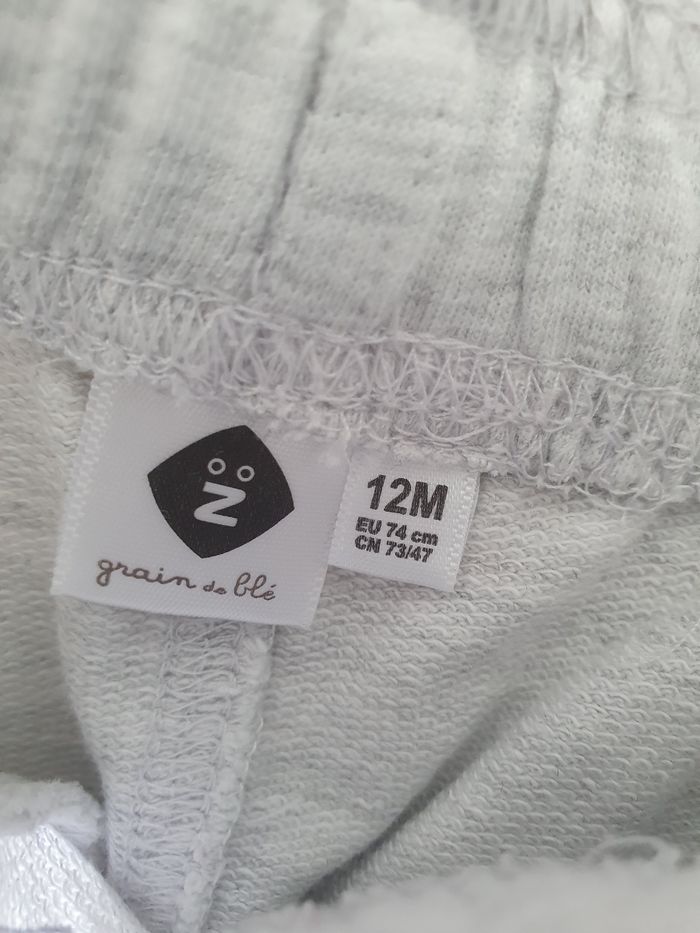 Z
grain de blé
12M
EU 74 cm
CN 73/47